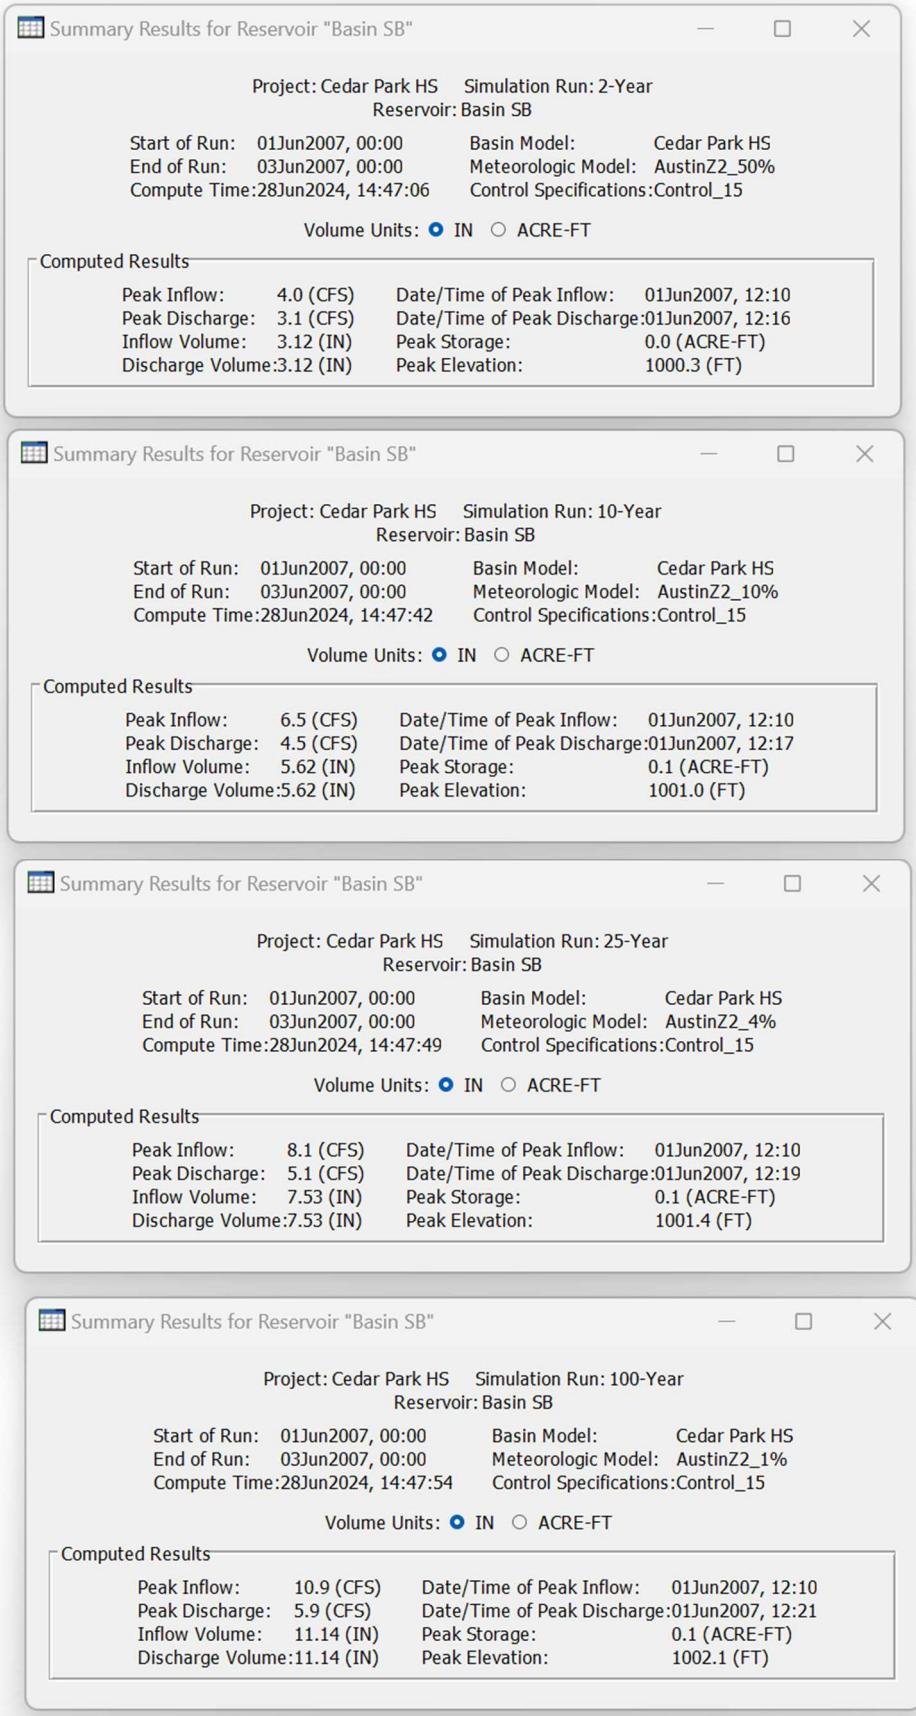 Summary Results for Reservoir "Basin SB"
Project: Cedar Park HS Simulation Run: 2-Year
Reservoir: Basin SB
Start of Run: 01Jun2007, 00:00 Basin Model: Cedar Park HS
End of Run: 03Jun2007, 00:00 Meteorologic Model: AustinZ2_50%
Compute Time:28Jun2024, 14:47:06 Control Specifications:Control_15
Volume Units: IN ACRE-FT
Computed Results
Peak Inflow: 4.0 (CFS) Date/Time of Peak Inflow: 01Jun2007, 12:10
Peak Discharge: 3.1 (CFS) Date/Time of Peak Discharge:01Jun2007, 12:16
Inflow Volume: 3.12 (IN) Peak Storage: 0.0 (ACRE-FT)
Discharge Volume:3.12 (IN) Peak Elevation: 1000.3 (FT)
Summary Results for Reservoir "Basin SB"
Project: Cedar Park HS Simulation Run: 10-Year
Reservoir: Basin SB
Start of Run: 01Jun2007, 00:00 Basin Model: Cedar Park HS
End of Run: 03Jun2007, 00:00 Meteorologic Model: AustinZ2_10%
Compute Time:28Jun2024, 14:47:42 Control Specifications:Control_15
Volume Units: IN ACRE-FT
Computed Results
Peak Inflow: 6.5 (CFS) Date/Time of Peak Inflow: 01Jun2007, 12:10
Peak Discharge: 4.5 (CFS) Date/Time of Peak Discharge:01Jun2007, 12:17
Inflow Volume: 5.62 (IN) Peak Storage: 0.1 (ACRE-FT)
Discharge Volume:5.62 (IN) Peak Elevation: 1001.0 (FT)
Summary Results for Reservoir "Basin SB"
Project: Cedar Park HS Simulation Run: 25-Year
Reservoir: Basin SB
Start of Run: 01Jun2007, 00:00 Basin Model: Cedar Park HS
End of Run: 03Jun2007, 00:00 Meteorologic Model: AustinZ2_4%
Compute Time:28Jun2024, 14:47:49 Control Specifications:Control_15
Volume Units: IN ACRE-FT
Computed Results
Peak Inflow: 8.1 (CFS) Date/Time of Peak Inflow: 01Jun2007, 12:10
Peak Discharge: 5.1 (CFS) Date/Time of Peak Discharge:01Jun2007, 12:19
Inflow Volume: 7.53 (IN) Peak Storage: 0.1 (ACRE-FT)
Discharge Volume:7.53 (IN) Peak Elevation: 1001.4 (FT)
Summary Results for Reservoir "Basin SB"
Project: Cedar Park HS Simulation Run: 100-Year
Reservoir: Basin SB
Start of Run: 01Jun2007, 00:00 Basin Model: Cedar Park HS
End of Run: 03Jun2007, 00:00 Meteorologic Model: AustinZ2_1%
Compute Time:28Jun2024, 14:47:54 Control Specifications:Control_15
Volume Units: IN ACRE-FT
Computed Results
Peak Inflow: 10.9 (CFS) Date/Time of Peak Inflow: 01Jun2007, 12:10
Peak Discharge: 5.9 (CFS) Date/Time of Peak Discharge:01Jun2007, 12:21
Inflow Volume: 11.14 (IN) Peak Storage: 0.1 (ACRE-FT)
Discharge Volume:11.14 (IN) Peak Elevation: 1002.1 (FT)